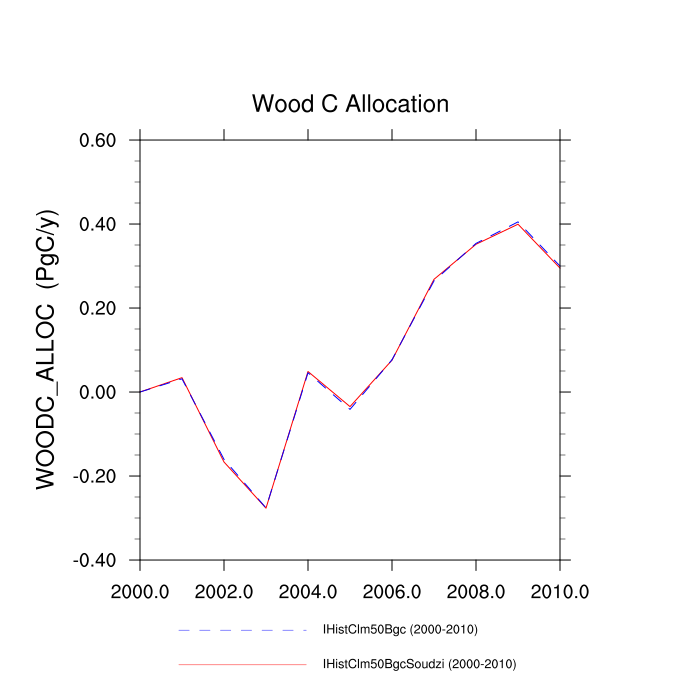 Wood C Allocation
WOODC_ALLOC (PgC/y)
0.60
0.40
0.20
0.00
-0.20
-0.40
2000.0 2002.0 2004.0 2006.0 2008.0 2010.0
IHistClm50Bgc (2000-2010)
IHistClm50BgcSoudzi (2000-2010)